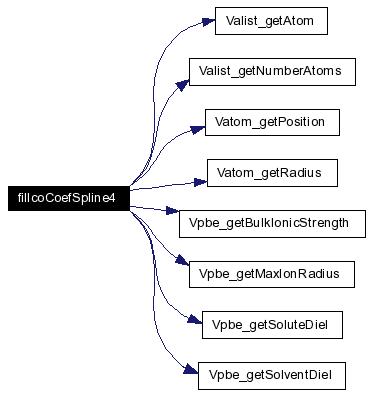 Valist_getAtom
Valist_getNumberAtoms
Vatom_getPosition
Vatom_getRadius
fillcoCoefSpline4
Vpbe_getBulkIonicStrength
Vpbe_getMaxIonRadius
Vpbe_getSoluteDiel
Vpbe_getSolventDiel